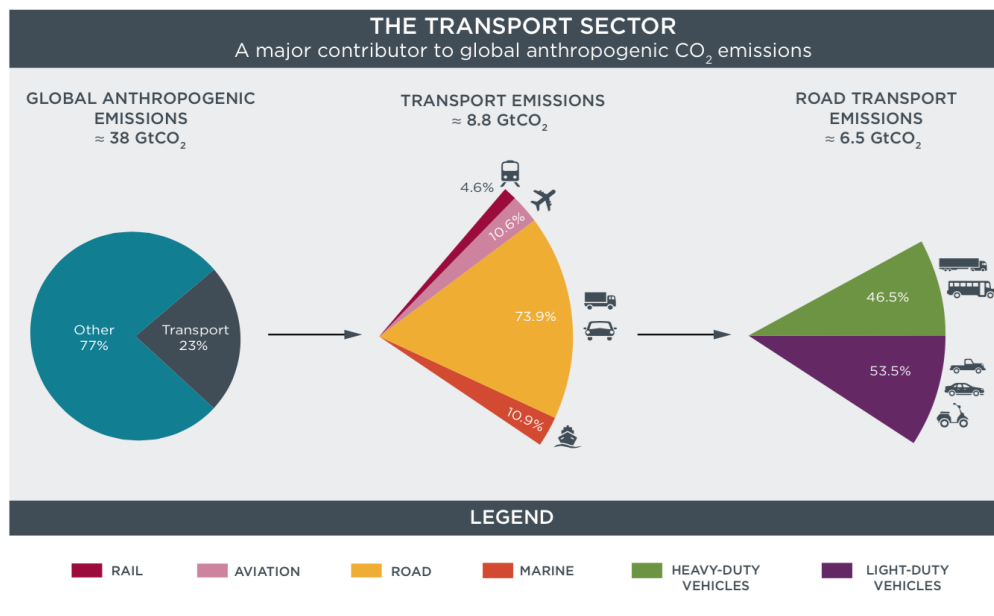 THE TRANSPORT SECTOR
A major contributor to global anthropogenic CO₂ emissions
GLOBAL ANTHROPOGENIC
EMISSIONS
≈ 38 GtCO₂
TRANSPORT EMISSIONS
≈ 8.8 GtCO₂
ROAD TRANSPORT
EMISSIONS
≈ 6.5 GtCO₂
Other
77%
Transport
23%
4.6%
10.6%
73.9%
10.9%
46.5%
53.5%
LEGEND
RAIL
AVIATION
ROAD
MARINE
HEAVY-DUTY
VEHICLES
LIGHT-DUTY
VEHICLES